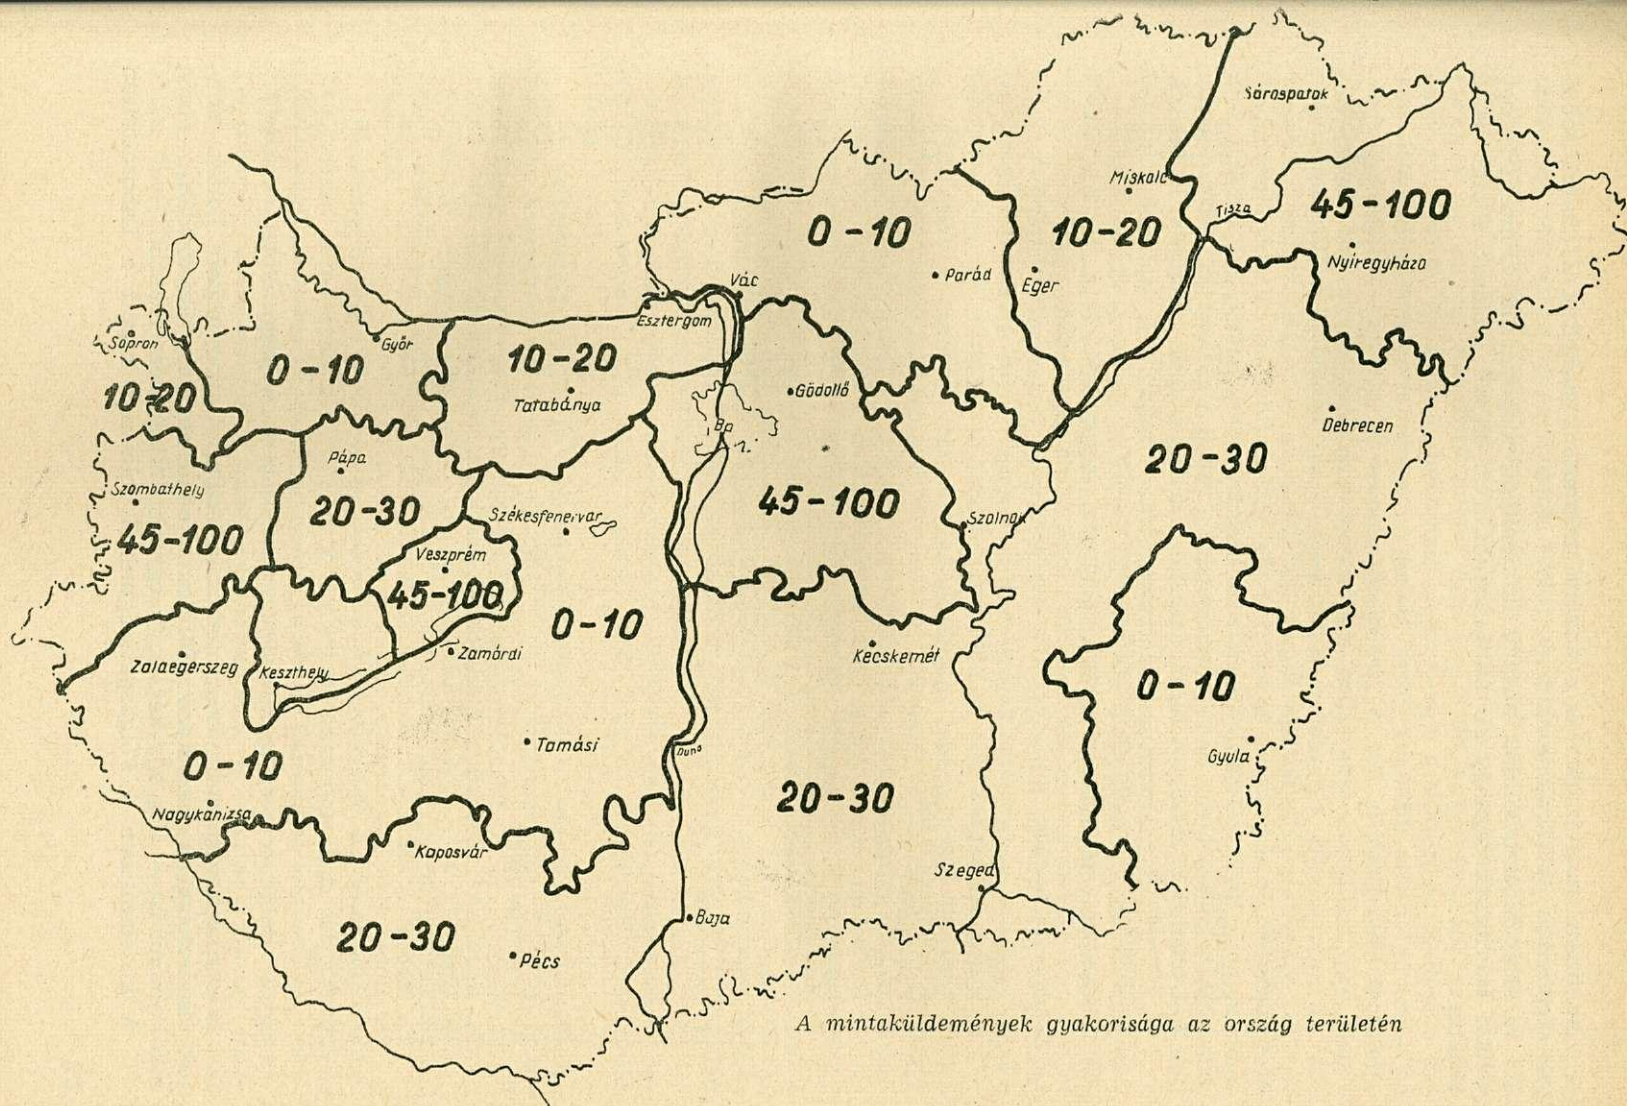 Sárospatak
Miskolc
Tisza
45-100
0-10
10-20
Nyíregyháza
Parád
Eger
Vác
Esztergom
Sopron
Győr
0-10
10-20
10-20
Tatabánya
Gödöllő
Bp
Debrecen
Pápa
20-30
Szombathely
20-30
45-100
Székesfehervar
Szolnok
45-100
Veszprém
45-100
0-10
Zamárdi
Kecskemét
Zalaegerszeg
Keszthely
0-10
Tamási
Duna
Gyula
0-10
20-30
Nagykanizsa
Kaposvár
Szeged
Baja
20-30
Pécs
A mintaküldemények gyakorisága az ország területén